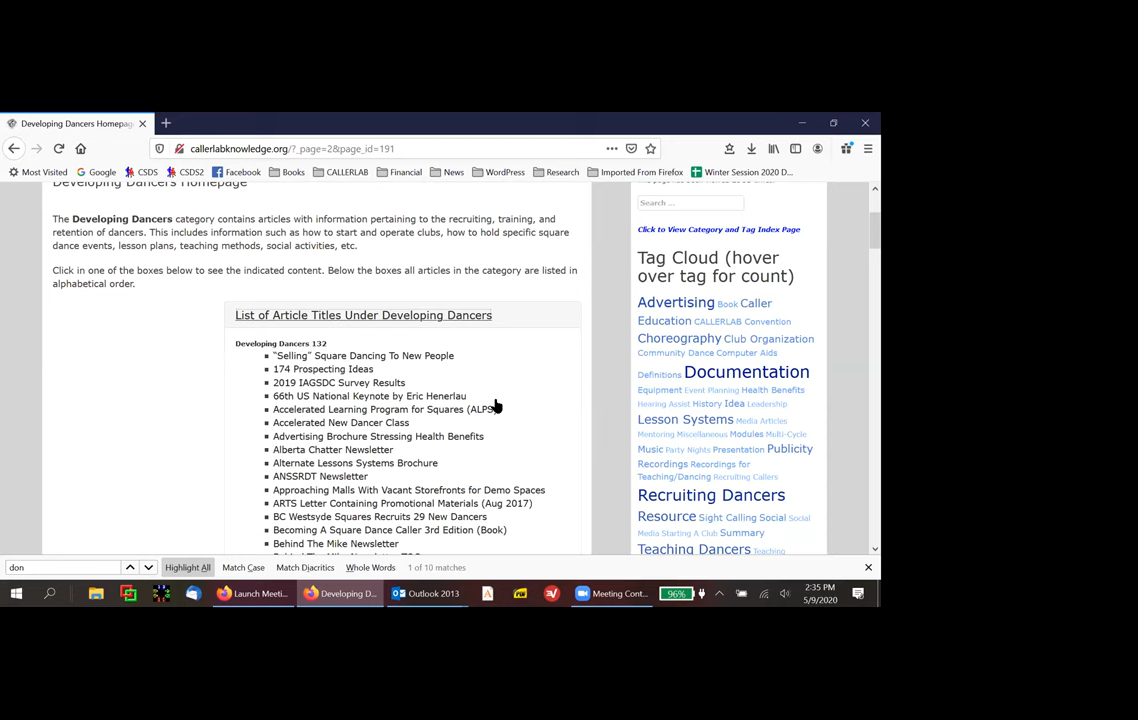 Developing Dancers Homepag
callerlabknowledge.org/?_page=2&page_id=191
Most Visited Google CSDS CSDS2 Facebook Books CALLERLAB Financial News WordPress Research Imported From Firefox Winter Session 2020 D...
Developing Dancers Homepage
The Developing Dancers category contains articles with information pertaining to the recruiting, training, and
retention of dancers. This includes information such as how to start and operate clubs, how to hold specific square
dance events, lesson plans, teaching methods, social activities, etc.
Click in one of the boxes below to see the indicated content. Below the boxes all articles in the category are listed in
alphabetical order.
List of Article Titles Under Developing Dancers
Developing Dancers 132
“Selling” Square Dancing To New People
174 Prospecting Ideas
2019 IAGSDC Survey Results
66th US National Keynote by Eric Henerlau
Accelerated Learning Program for Squares (ALPS)
Accelerated New Dancer Class
Advertising Brochure Stressing Health Benefits
Alberta Chatter Newsletter
Alternate Lessons Systems Brochure
ANSSRDT Newsletter
Approaching Malls With Vacant Storefronts for Demo Spaces
ARTS Letter Containing Promotional Materials (Aug 2017)
BC Westsyde Squares Recruits 29 New Dancers
Becoming A Square Dance Caller 3rd Edition (Book)
Behind The Mike Newsletter
Search ...
Click to View Category and Tag Index Page
Tag Cloud (hover
over tag for count)
Advertising Book Caller
Education CALLERLAB Convention
Choreography Club Organization
Community Dance Computer Aids
Definitions Documentation
Equipment Event Planning Health Benefits
Hearing Assist History Idea Leadership
Lesson Systems Media Articles
Mentoring Miscellaneous Modules Multi-Cycle
Music Party Nights Presentation Publicity
Recordings Recordings for
Teaching/Dancing Recruiting Callers
Recruiting Dancers
Resource Sight Calling Social Social
Media Starting A Club Summary
Teaching Dancers Teaching
don Highlight All Match Case Match Diacritics Whole Words 1 of 10 matches
Launch Meeti... Developing D... Outlook 2013 Meeting Cont... 96% 2:35 PM
5/9/2020